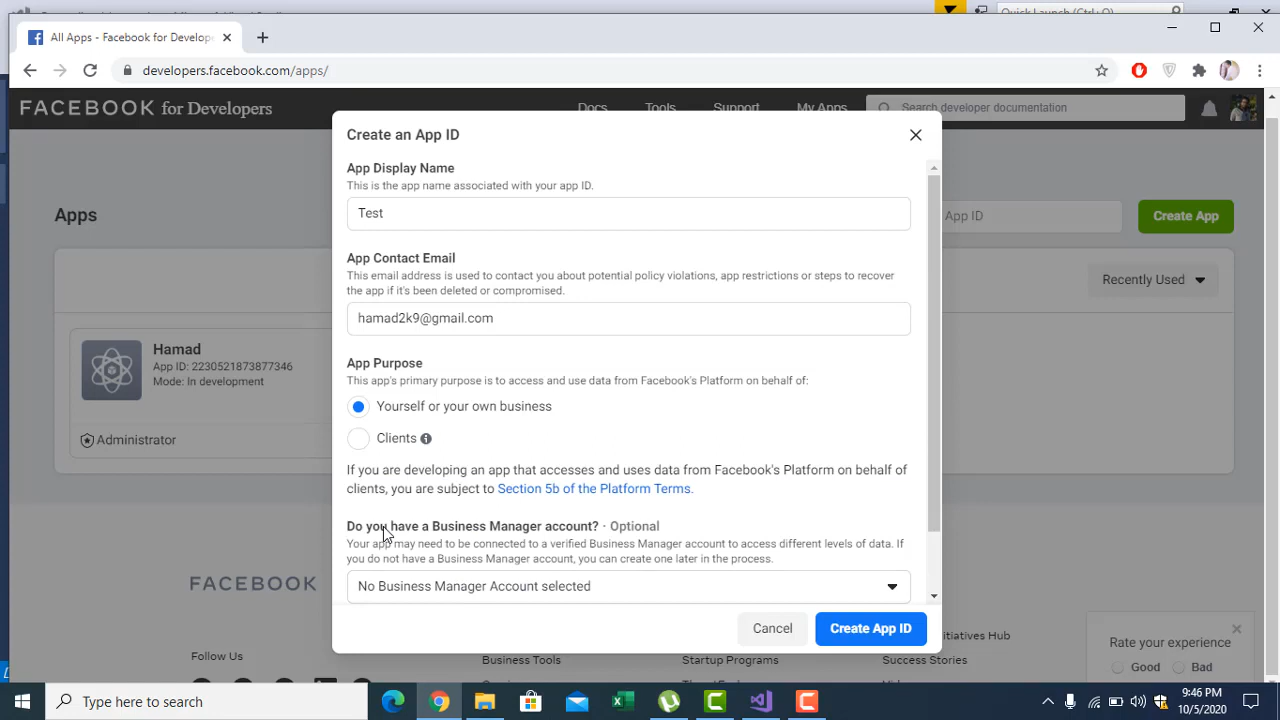 Quick Launch (Ctrl + Q)
All Apps - Facebook for Develope
developers.facebook.com/apps/
FACEBOOK for Developers
Docs
Tools
Support
My Apps
Search developer documentation
Create an App ID
App Display Name
This is the app name associated with your app ID.
Test
Apps
App ID
Create App
App Contact Email
This email address is used to contact you about potential policy violations, app restrictions or steps to recover
the app if it's been deleted or compromised.
Recently Used
hamad2k9@gmail.com
Hamad
App ID: 2230521873877346
Mode: In development
Administrator
App Purpose
This app's primary purpose is to access and use data from Facebook's Platform on behalf of:
Yourself or your own business
Clients
If you are developing an app that accesses and uses data from Facebook's Platform on behalf of
clients, you are subject to Section 5b of the Platform Terms.
Do you have a Business Manager account? · Optional
Your app may need to be connected to a verified Business Manager account to access different levels of data. If
you do not have a Business Manager account, you can create one later in the process.
No Business Manager Account selected
FACEBOOK
Cancel
Create App ID
itiatives Hub
Rate your experience
Good
Bad
Follow Us
Business Tools
Startup Programs
Success Stories
Type here to search
9:46 PM
10/5/2020